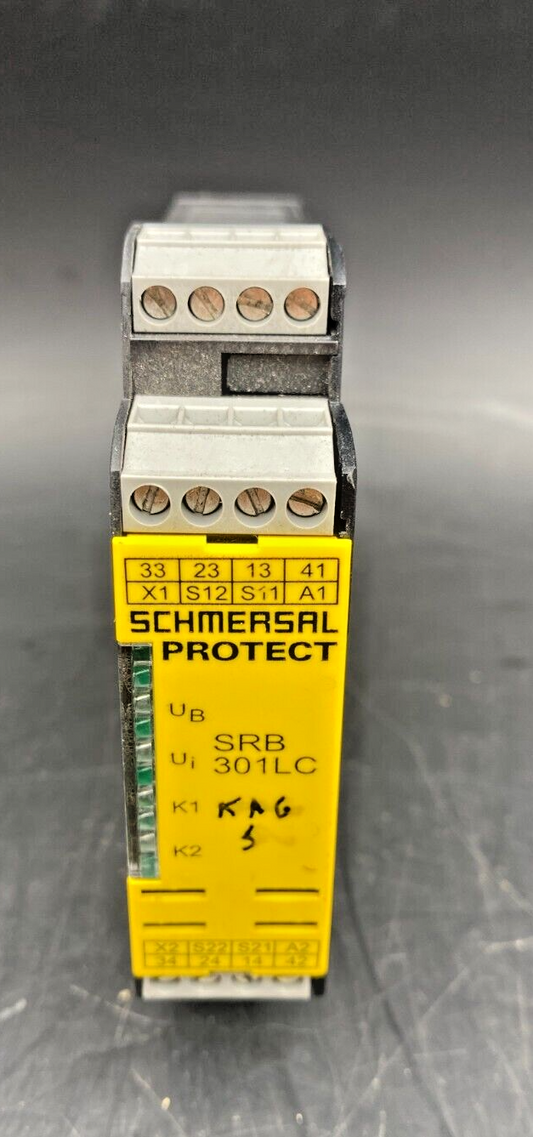 33 23 13 41
X1 S12 S11 A1
SCHMERSAL
PROTECT
UB
SRB
Ui 301LC
K1 KAG
5
K2
X2 S22 S21 A2
34 24 14 42